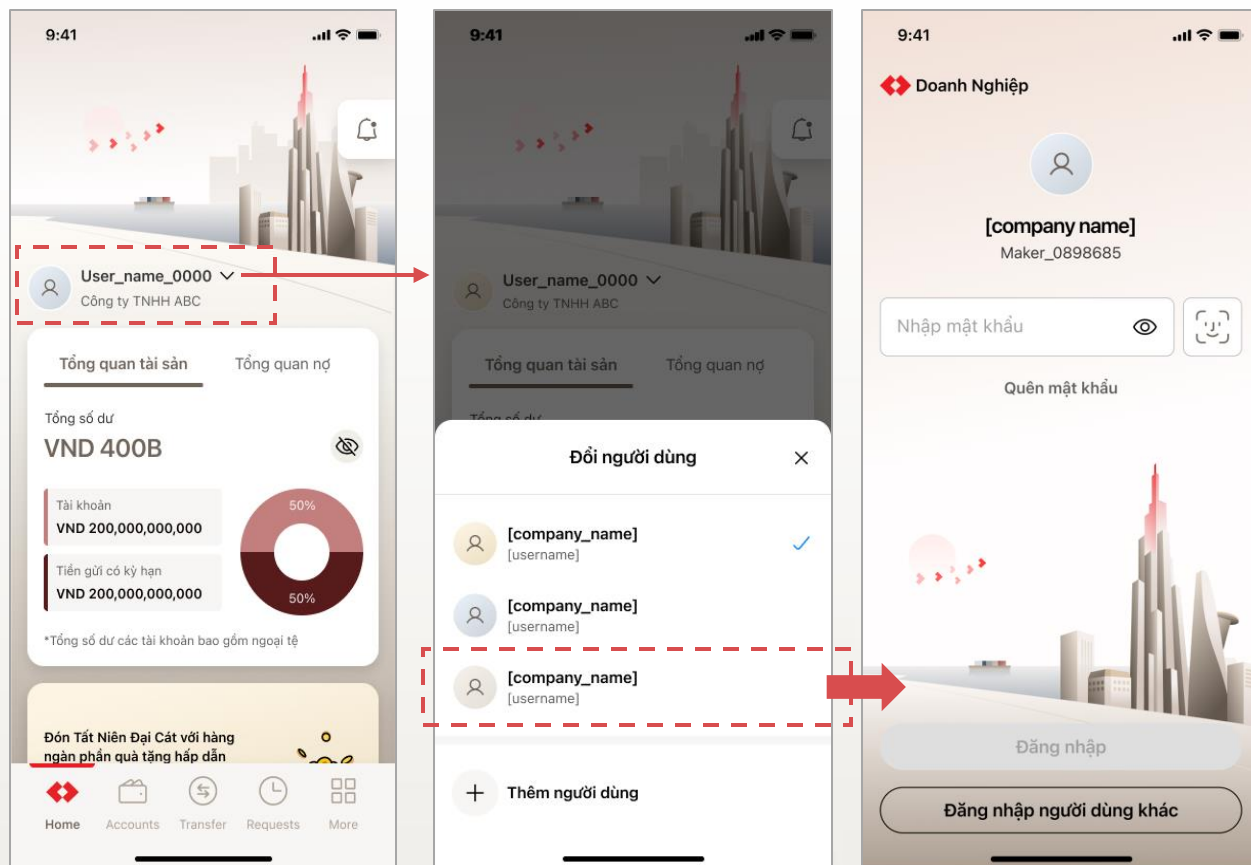 9:41
User_name_0000
Công ty TNHH ABC
Tổng quan tài sản
Tổng quan nợ
Tổng số dư
VND 400B
Tài khoản
VND 200,000,000,000
Tiền gửi có kỳ hạn
VND 200,000,000,000
50%
50%
*Tổng số dư các tài khoản bao gồm ngoại tệ
Đón Tất Niên Đại Cát với hàng
ngàn phần quà tặng hấp dẫn
Home
Accounts
Transfer
Requests
More
9:41
User_name_0000
Công ty TNHH ABC
Tổng quan tài sản
Tổng quan nợ
Tổng số dư
Đổi người dùng
[company_name]
[username]
[company_name]
[username]
[company_name]
[username]
Thêm người dùng
9:41
Doanh Nghiệp
[company name]
Maker_0898685
Nhập mật khẩu
Quên mật khẩu
Đăng nhập
Đăng nhập người dùng khác